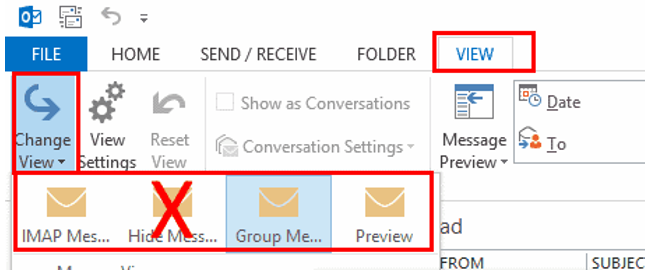 FILE HOME SEND / RECEIVE FOLDER VIEW
Change View
View Settings
Reset View
Show as Conversations
Conversation Settings
Message Preview
Date
To
IMAP Mes... Hide Mess... Group Me... Preview
ad
FROM SUBJEC